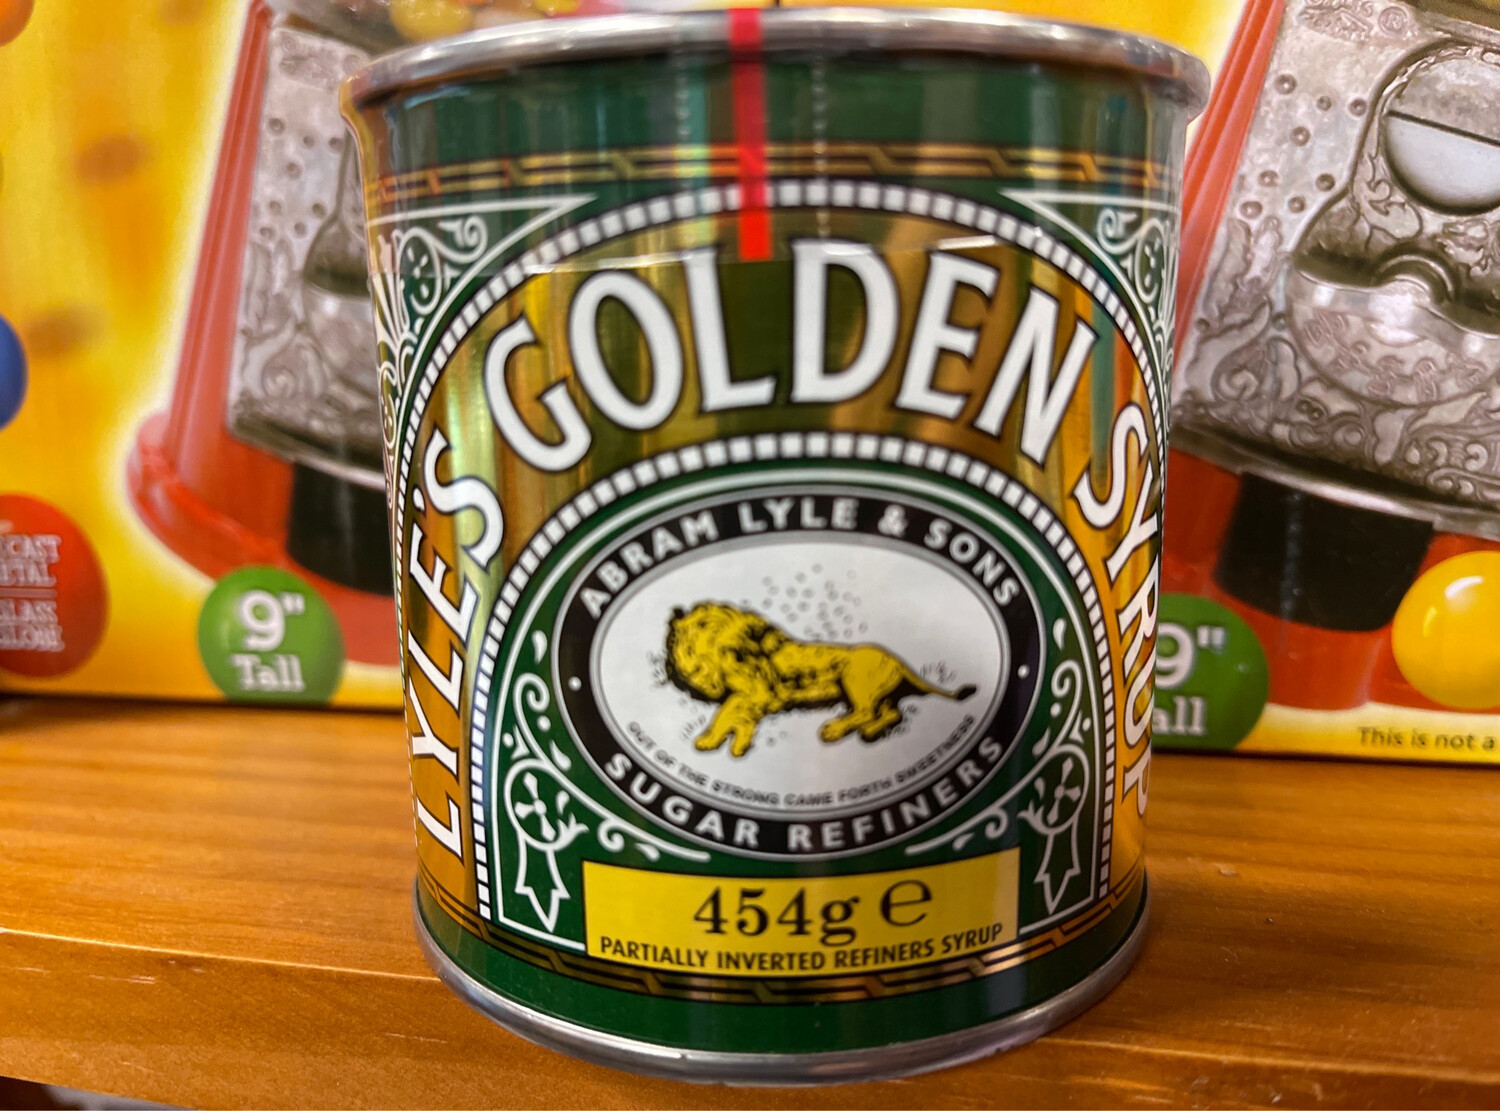 LYLE'S GOLDEN SYRUP
ABRAM LYLE & SONS
OUT OF THE STRONG CAME FORTH SWEETNESS
SUGAR REFINERS
454g e
PARTIALLY INVERTED REFINERS SYRUP
9"
Tall
9"
all
This is not a